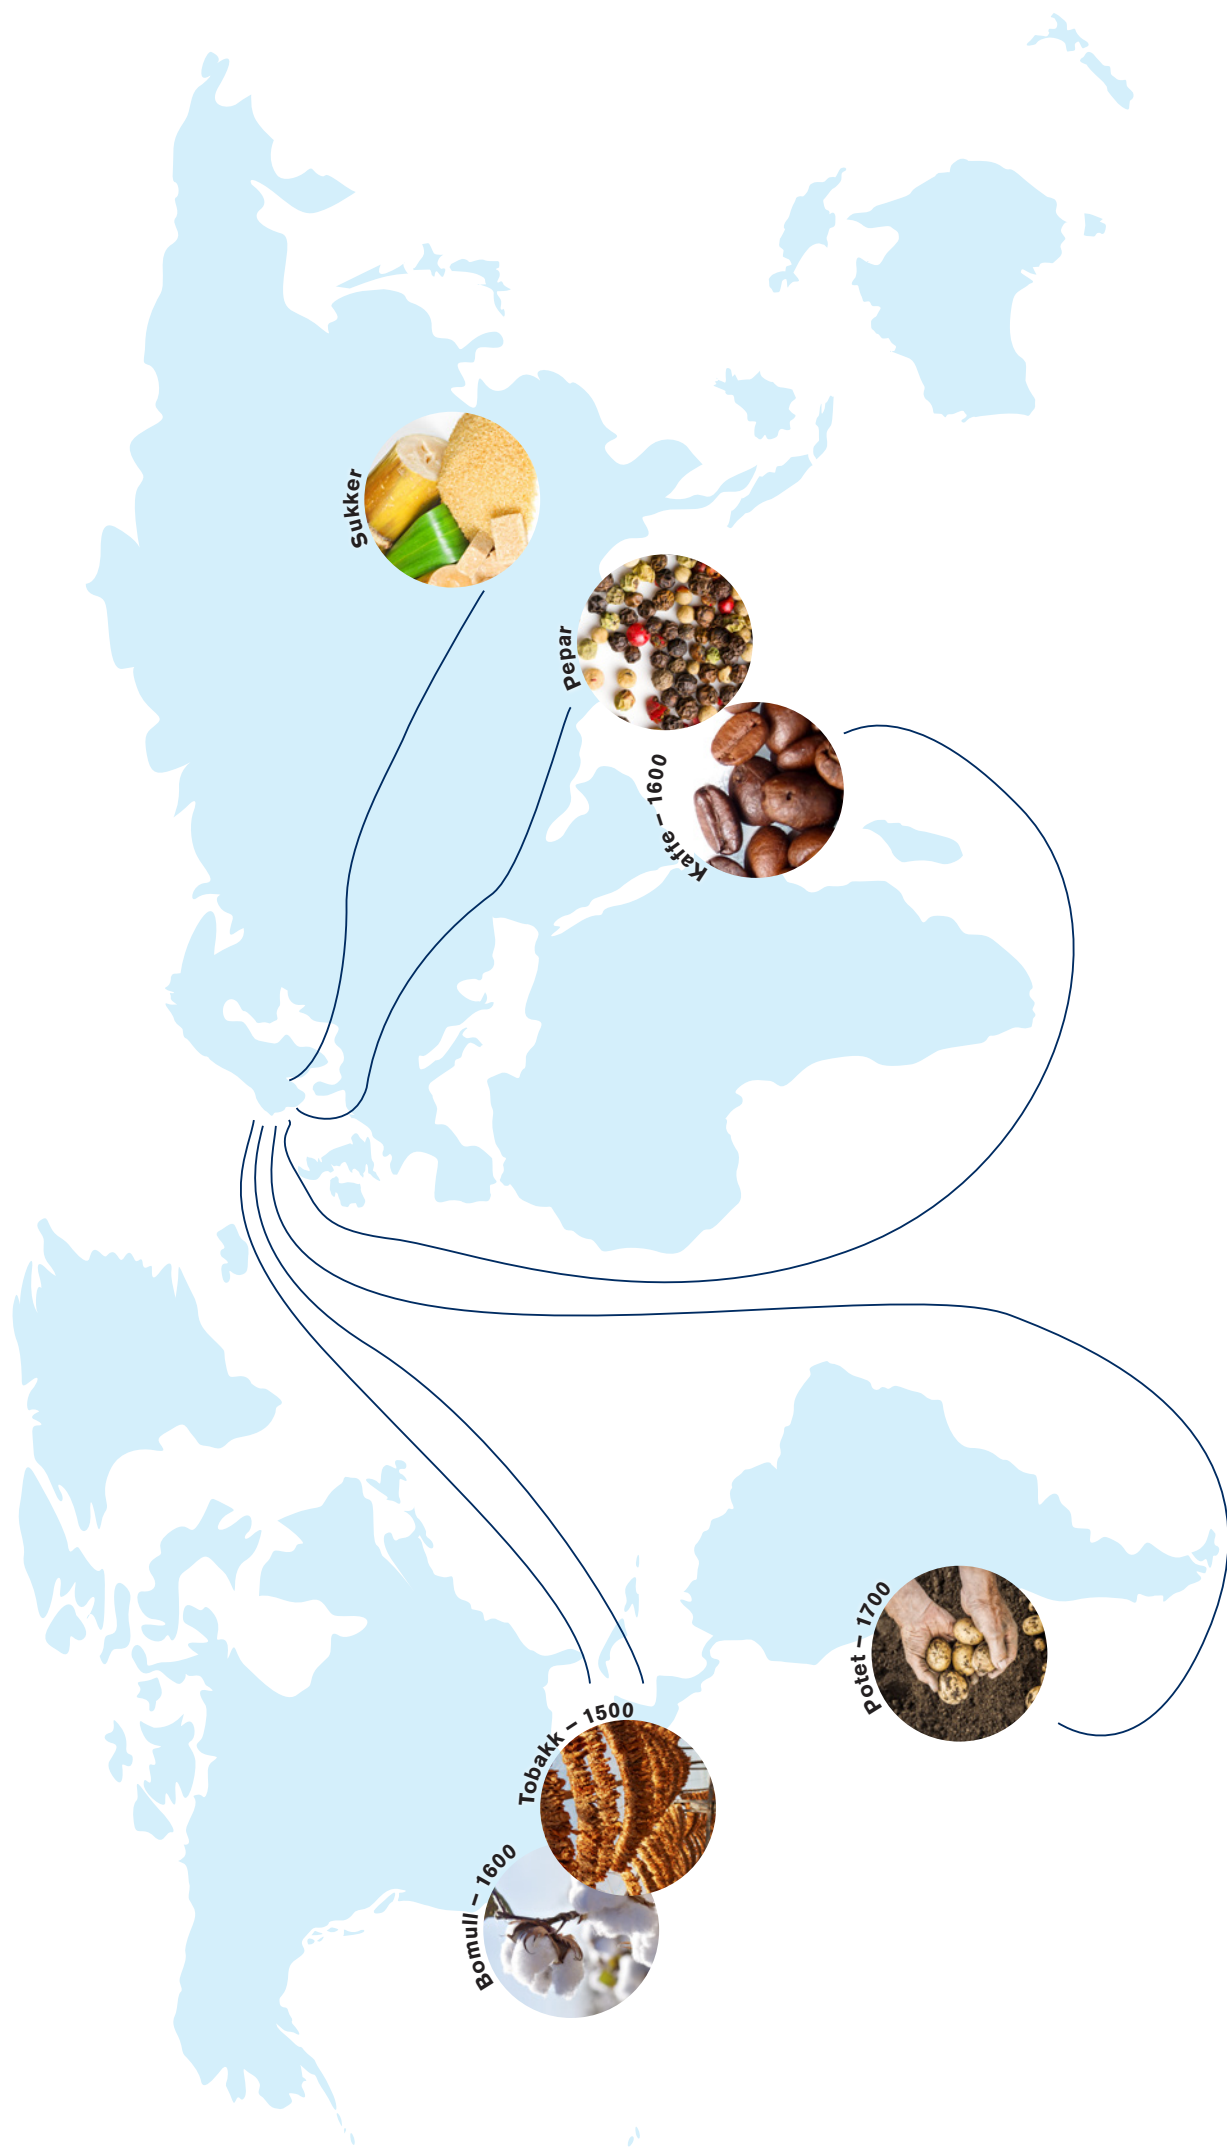 Sukker
Pepar
Kaffe – 1600
Potet – 1700
Tobakk – 1500
Bomull – 1600